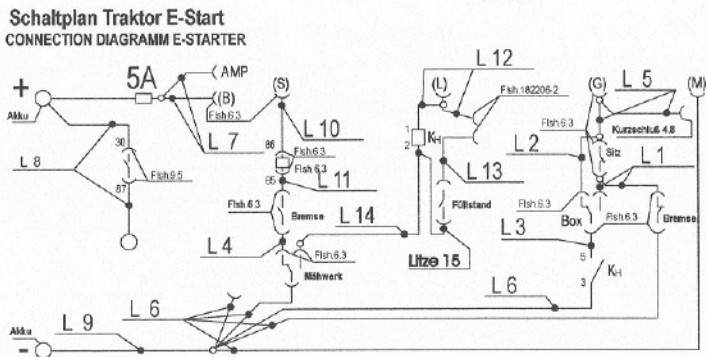 Schaltplan Traktor E-Start
CONNECTION DIAGRAMM E-STARTER
+
Akku
5A
AMP
(B)
Flsh.6.3
L 7
(S)
L 10
L 12
(L)
Flsh.182206-2
(G)
L 5
(M)
Flsh.6.3
Kurzschluß 4.8
L 8
30
87
Flsh.9.5
86
Flsh.6.3
Flsh.6.3
85
L 11
1
2
KH
L 13
L 2
Sitz
L 1
Flsh.6.3
Bremse
L 14
Füllstand
Flsh.6.3
Box
Flsh.6.3
Bremse
L 4
Flsh.6.3
Mähwerk
Litze 15
L 3
5
3
KH
L 6
L 6
Akku
-
L 9